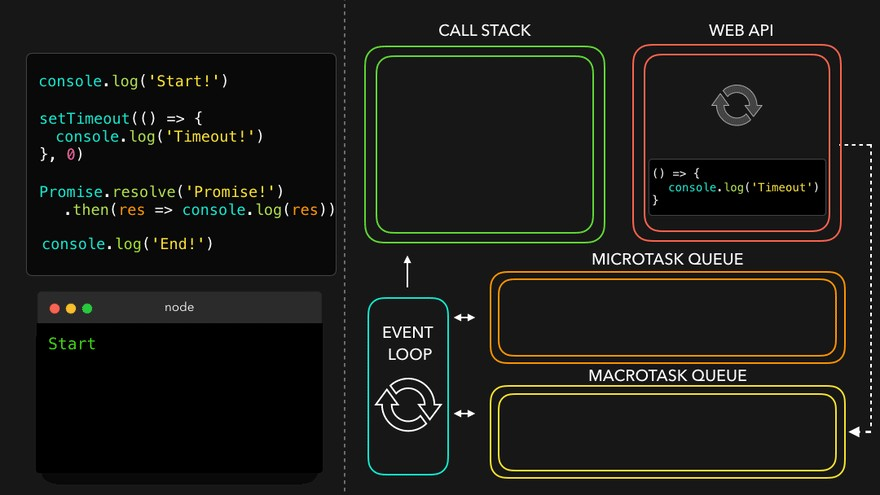 console.log('Start!')
setTimeout(() => {
  console.log('Timeout!')
}, 0)
Promise.resolve('Promise!')
   .then(res => console.log(res))
console.log('End!')
node
Start
CALL STACK
WEB API
() => {
  console.log('Timeout')
}
EVENT
LOOP
MICROTASK QUEUE
MACROTASK QUEUE